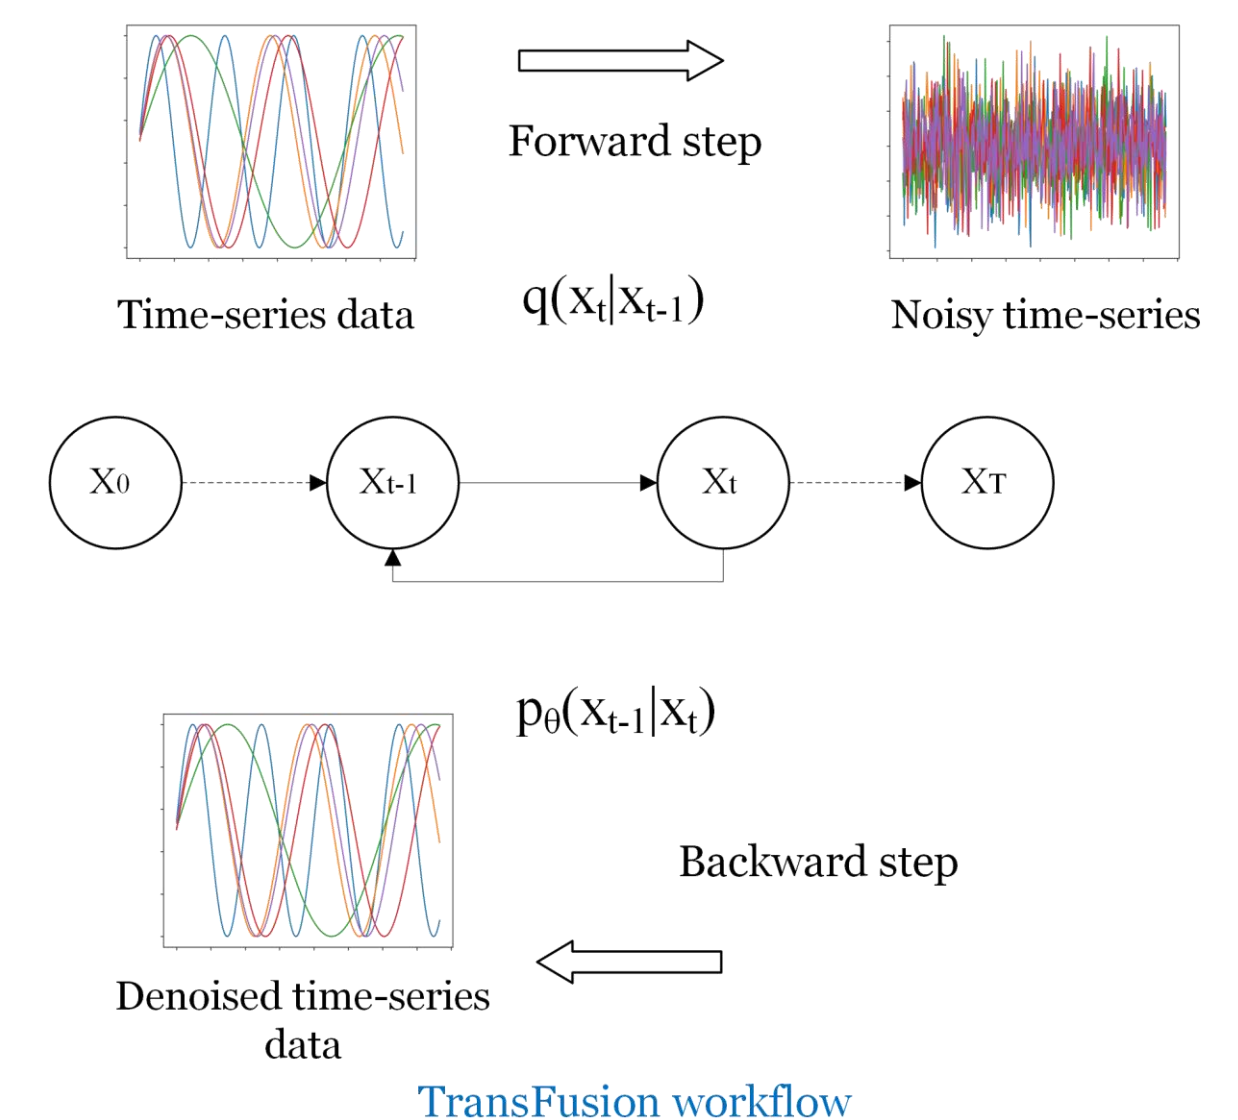 Forward step
Time-series data
q(xₜ|xₜ₋₁)
Noisy time-series
X0
Xt-1
Xt
XT
pθ(xₜ₋₁|xₜ)
Backward step
Denoised time-series
data
TransFusion workflow